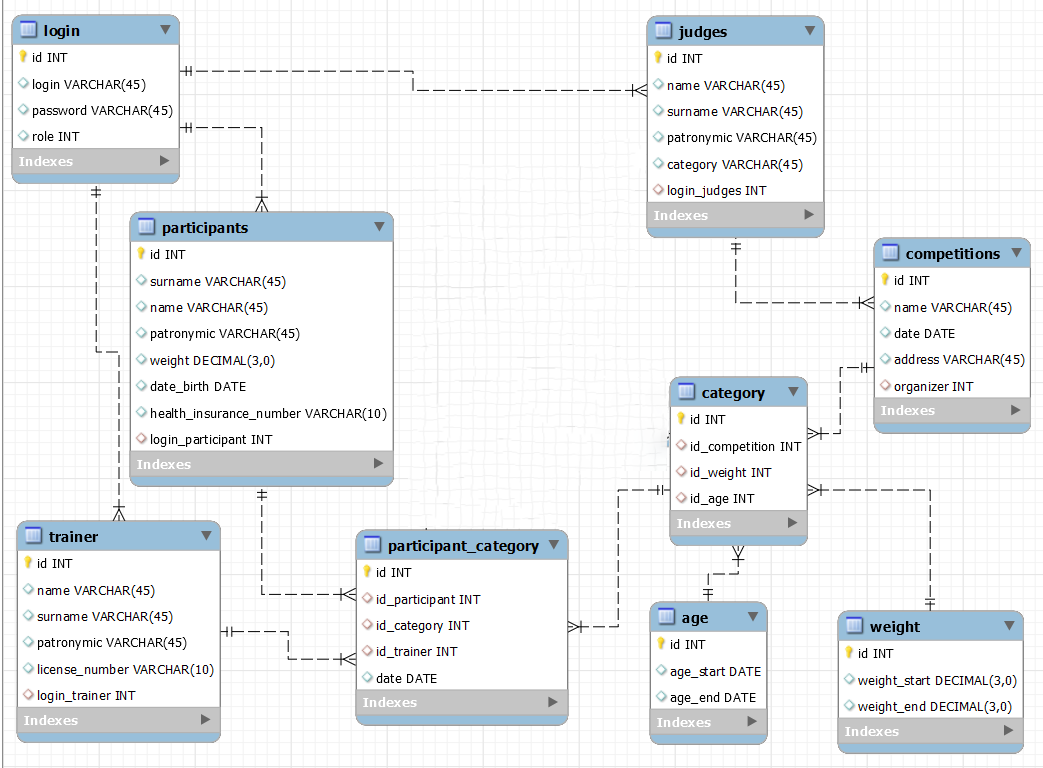 login
id INT
login VARCHAR(45)
password VARCHAR(45)
role INT
Indexes
judges
id INT
name VARCHAR(45)
surname VARCHAR(45)
patronymic VARCHAR(45)
category VARCHAR(45)
login_judges INT
Indexes
participants
id INT
surname VARCHAR(45)
name VARCHAR(45)
patronymic VARCHAR(45)
weight DECIMAL(3,0)
date_birth DATE
health_insurance_number VARCHAR(10)
login_participant INT
Indexes
competitions
id INT
name VARCHAR(45)
date DATE
address VARCHAR(45)
organizer INT
Indexes
category
id INT
id_competition INT
id_weight INT
id_age INT
Indexes
trainer
id INT
name VARCHAR(45)
surname VARCHAR(45)
patronymic VARCHAR(45)
license_number VARCHAR(10)
login_trainer INT
Indexes
participant_category
id INT
id_participant INT
id_category INT
id_trainer INT
date DATE
Indexes
age
id INT
age_start DATE
age_end DATE
Indexes
weight
id INT
weight_start DECIMAL(3,0)
weight_end DECIMAL(3,0)
Indexes